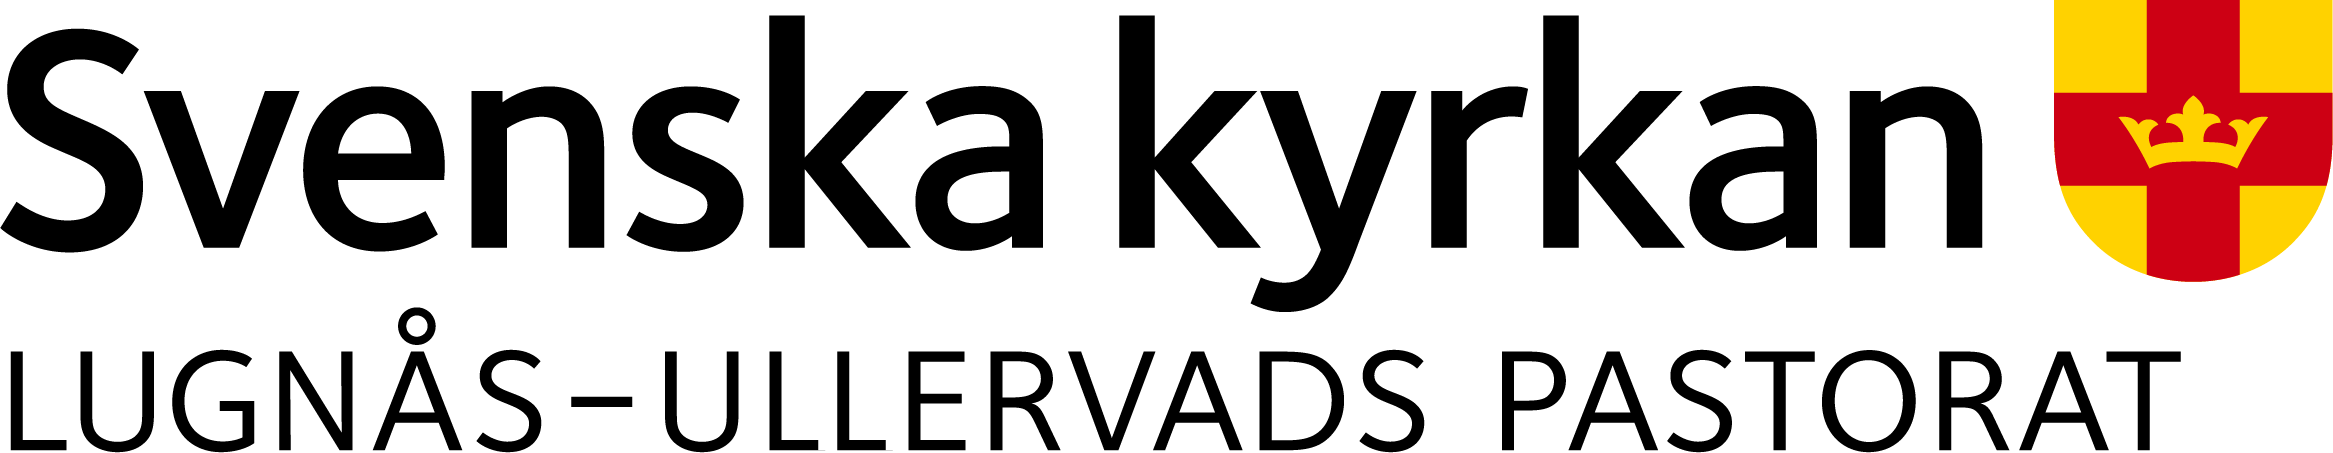 Svenska kyrkan
LUGNÅS–ULLERVADS PASTORAT